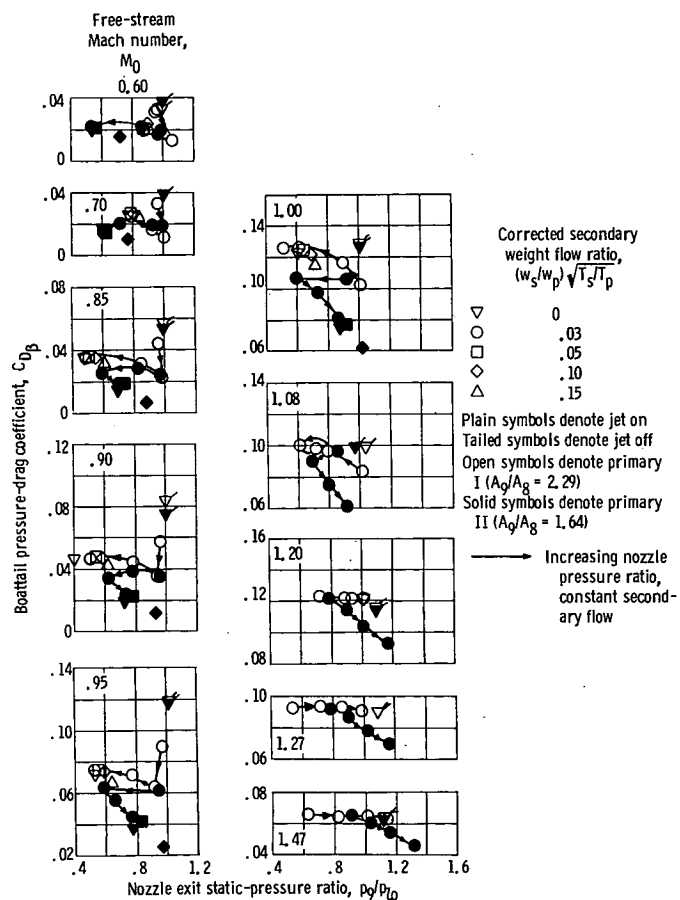 Free-stream
Mach number,
M0
0.60
.04
0
.70
.04
0
.85
.08
.04
0
.90
.12
.08
.04
0
.95
.14
.10
.06
.02
.4
.8
1.2
1.00
.14
.10
.06
1.08
.14
.10
.06
1.20
.16
.12
.08
1.27
.10
.06
1.47
.08
.04
.4
.8
1.2
1.6
Boattail pressure-drag coefficient, CDβ
Nozzle exit static-pressure ratio, p9/pl0
Corrected secondary
weight flow ratio,
(ws/wp) √Ts/Tp
▽ 0
○ .03
□ .05
◇ .10
△ .15
Plain symbols denote jet on
Tailed symbols denote jet off
Open symbols denote primary
I (A9/A8 = 2.29)
Solid symbols denote primary
II (A9/A8 = 1.64)
Increasing nozzle
pressure ratio,
constant second-
ary flow